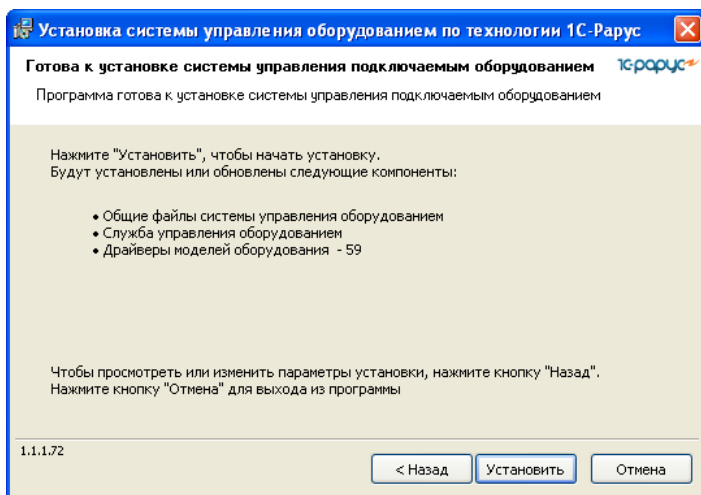 Установка системы управления оборудованием по технологии 1С-Рарус
Готова к установке системы управления подключаемым оборудованием
1С·рарус
Программа готова к установке системы управления подключаемым оборудованием
Нажмите "Установить", чтобы начать установку.
Будут установлены или обновлены следующие компоненты:
• Общие файлы системы управления оборудованием
• Служба управления оборудованием
• Драйверы моделей оборудования - 59
Чтобы просмотреть или изменить параметры установки, нажмите кнопку "Назад".
Нажмите кнопку "Отмена" для выхода из программы
1.1.1.72
< Назад Установить Отмена